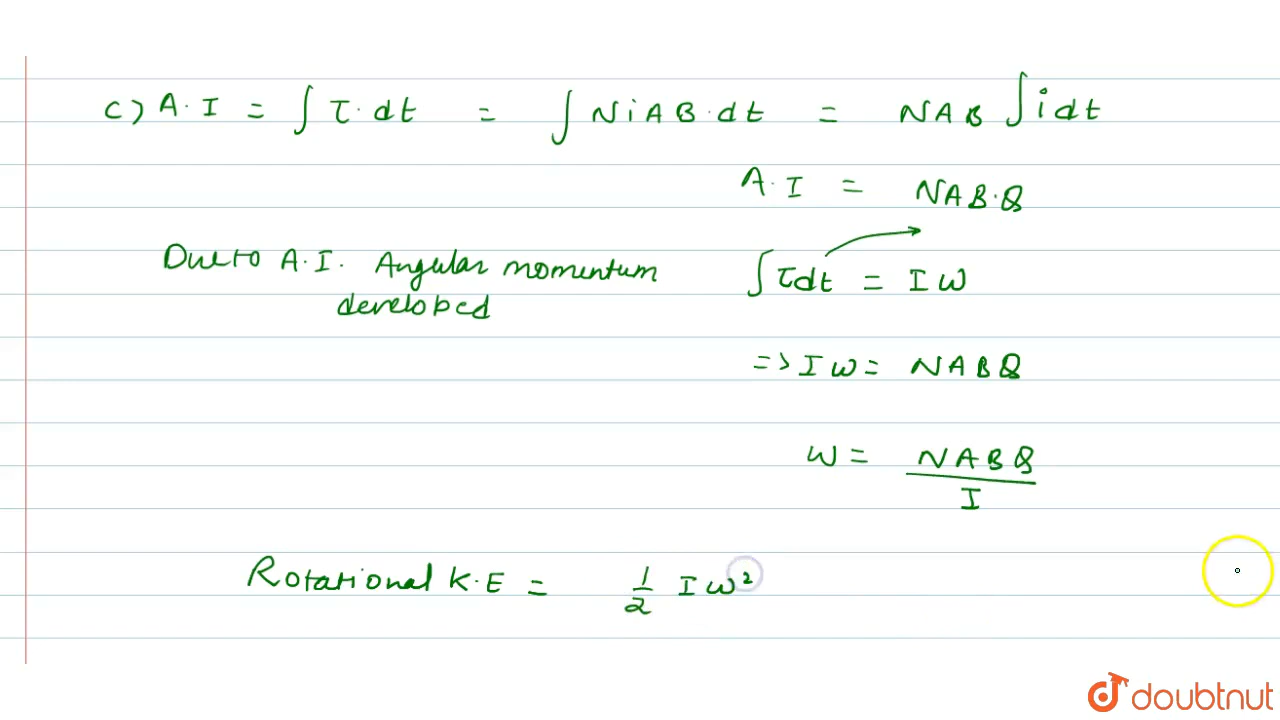 c) A.I = ∫ τ. dt = ∫ NiAB.dt = NAB ∫ i dt
A.I = NAB.Q
Due to A.I. Angular momentum
developed
∫ τdt = Iω
=> Iω = NABQ
ω = NABQ / I
Rotational K.E = 1/2 Iω²
doubtnut